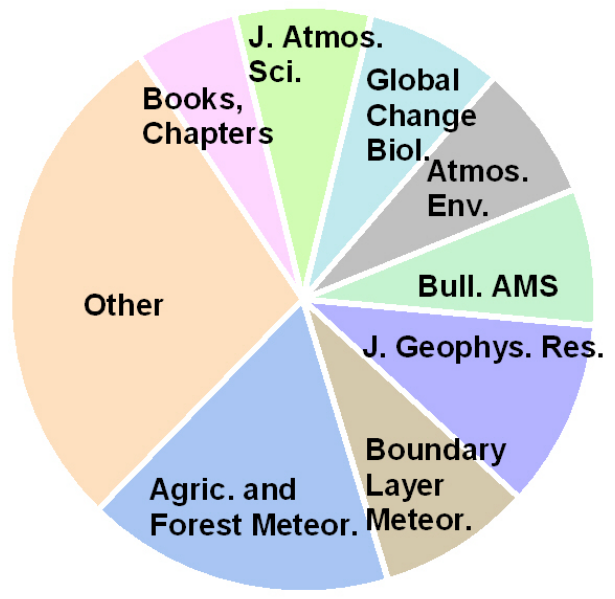 J. Atmos.
Sci.
Global
Change
Biol.
Atmos.
Env.
Bull. AMS
J. Geophys. Res.
Boundary
Layer
Meteor.
Agric. and
Forest Meteor.
Other
Books,
Chapters